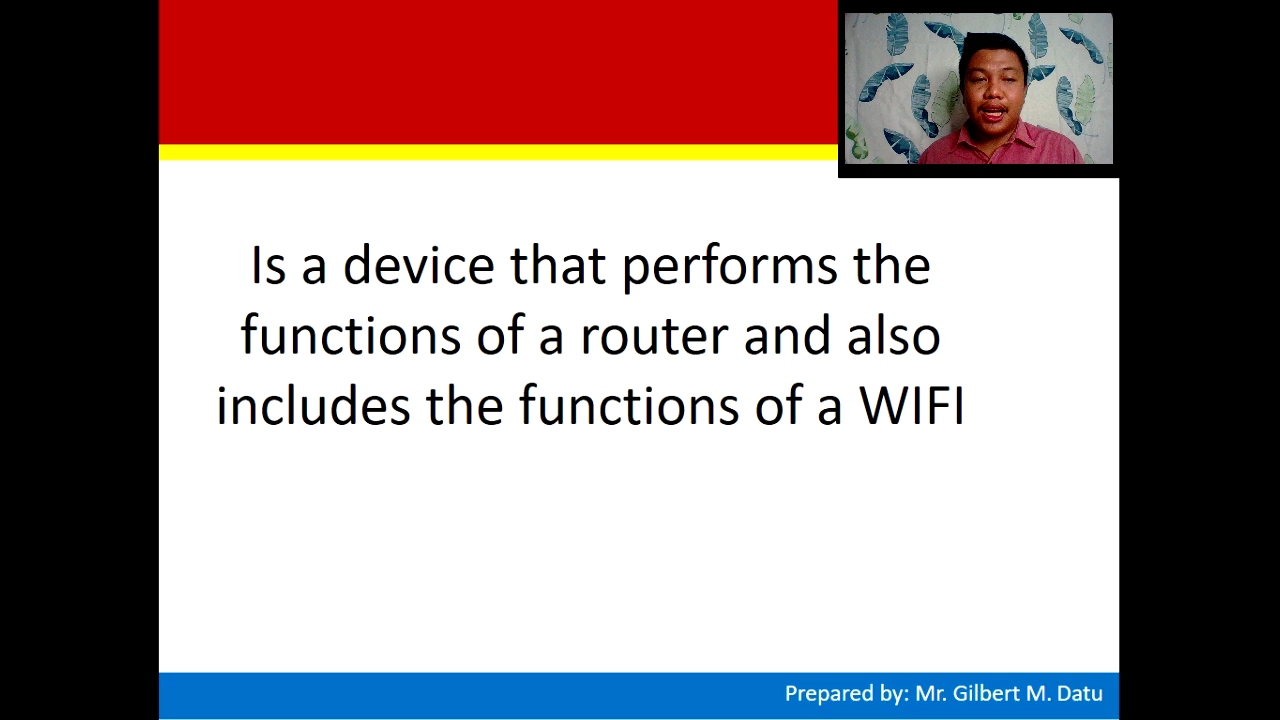 Is a device that performs the
functions of a router and also
includes the functions of a WIFI
Prepared by: Mr. Gilbert M. Datu